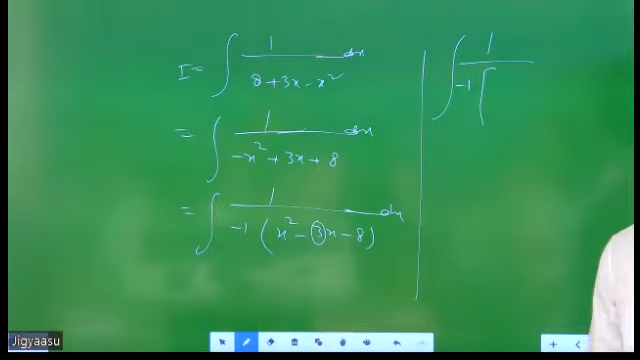 I = ∫ 1 / (8 + 3x - x²) dx
= ∫ 1 / (-x² + 3x + 8) dx
= ∫ 1 / (-1 (x² - 3x - 8)) dx
∫ 1 / (-1 [
Jigyaasu